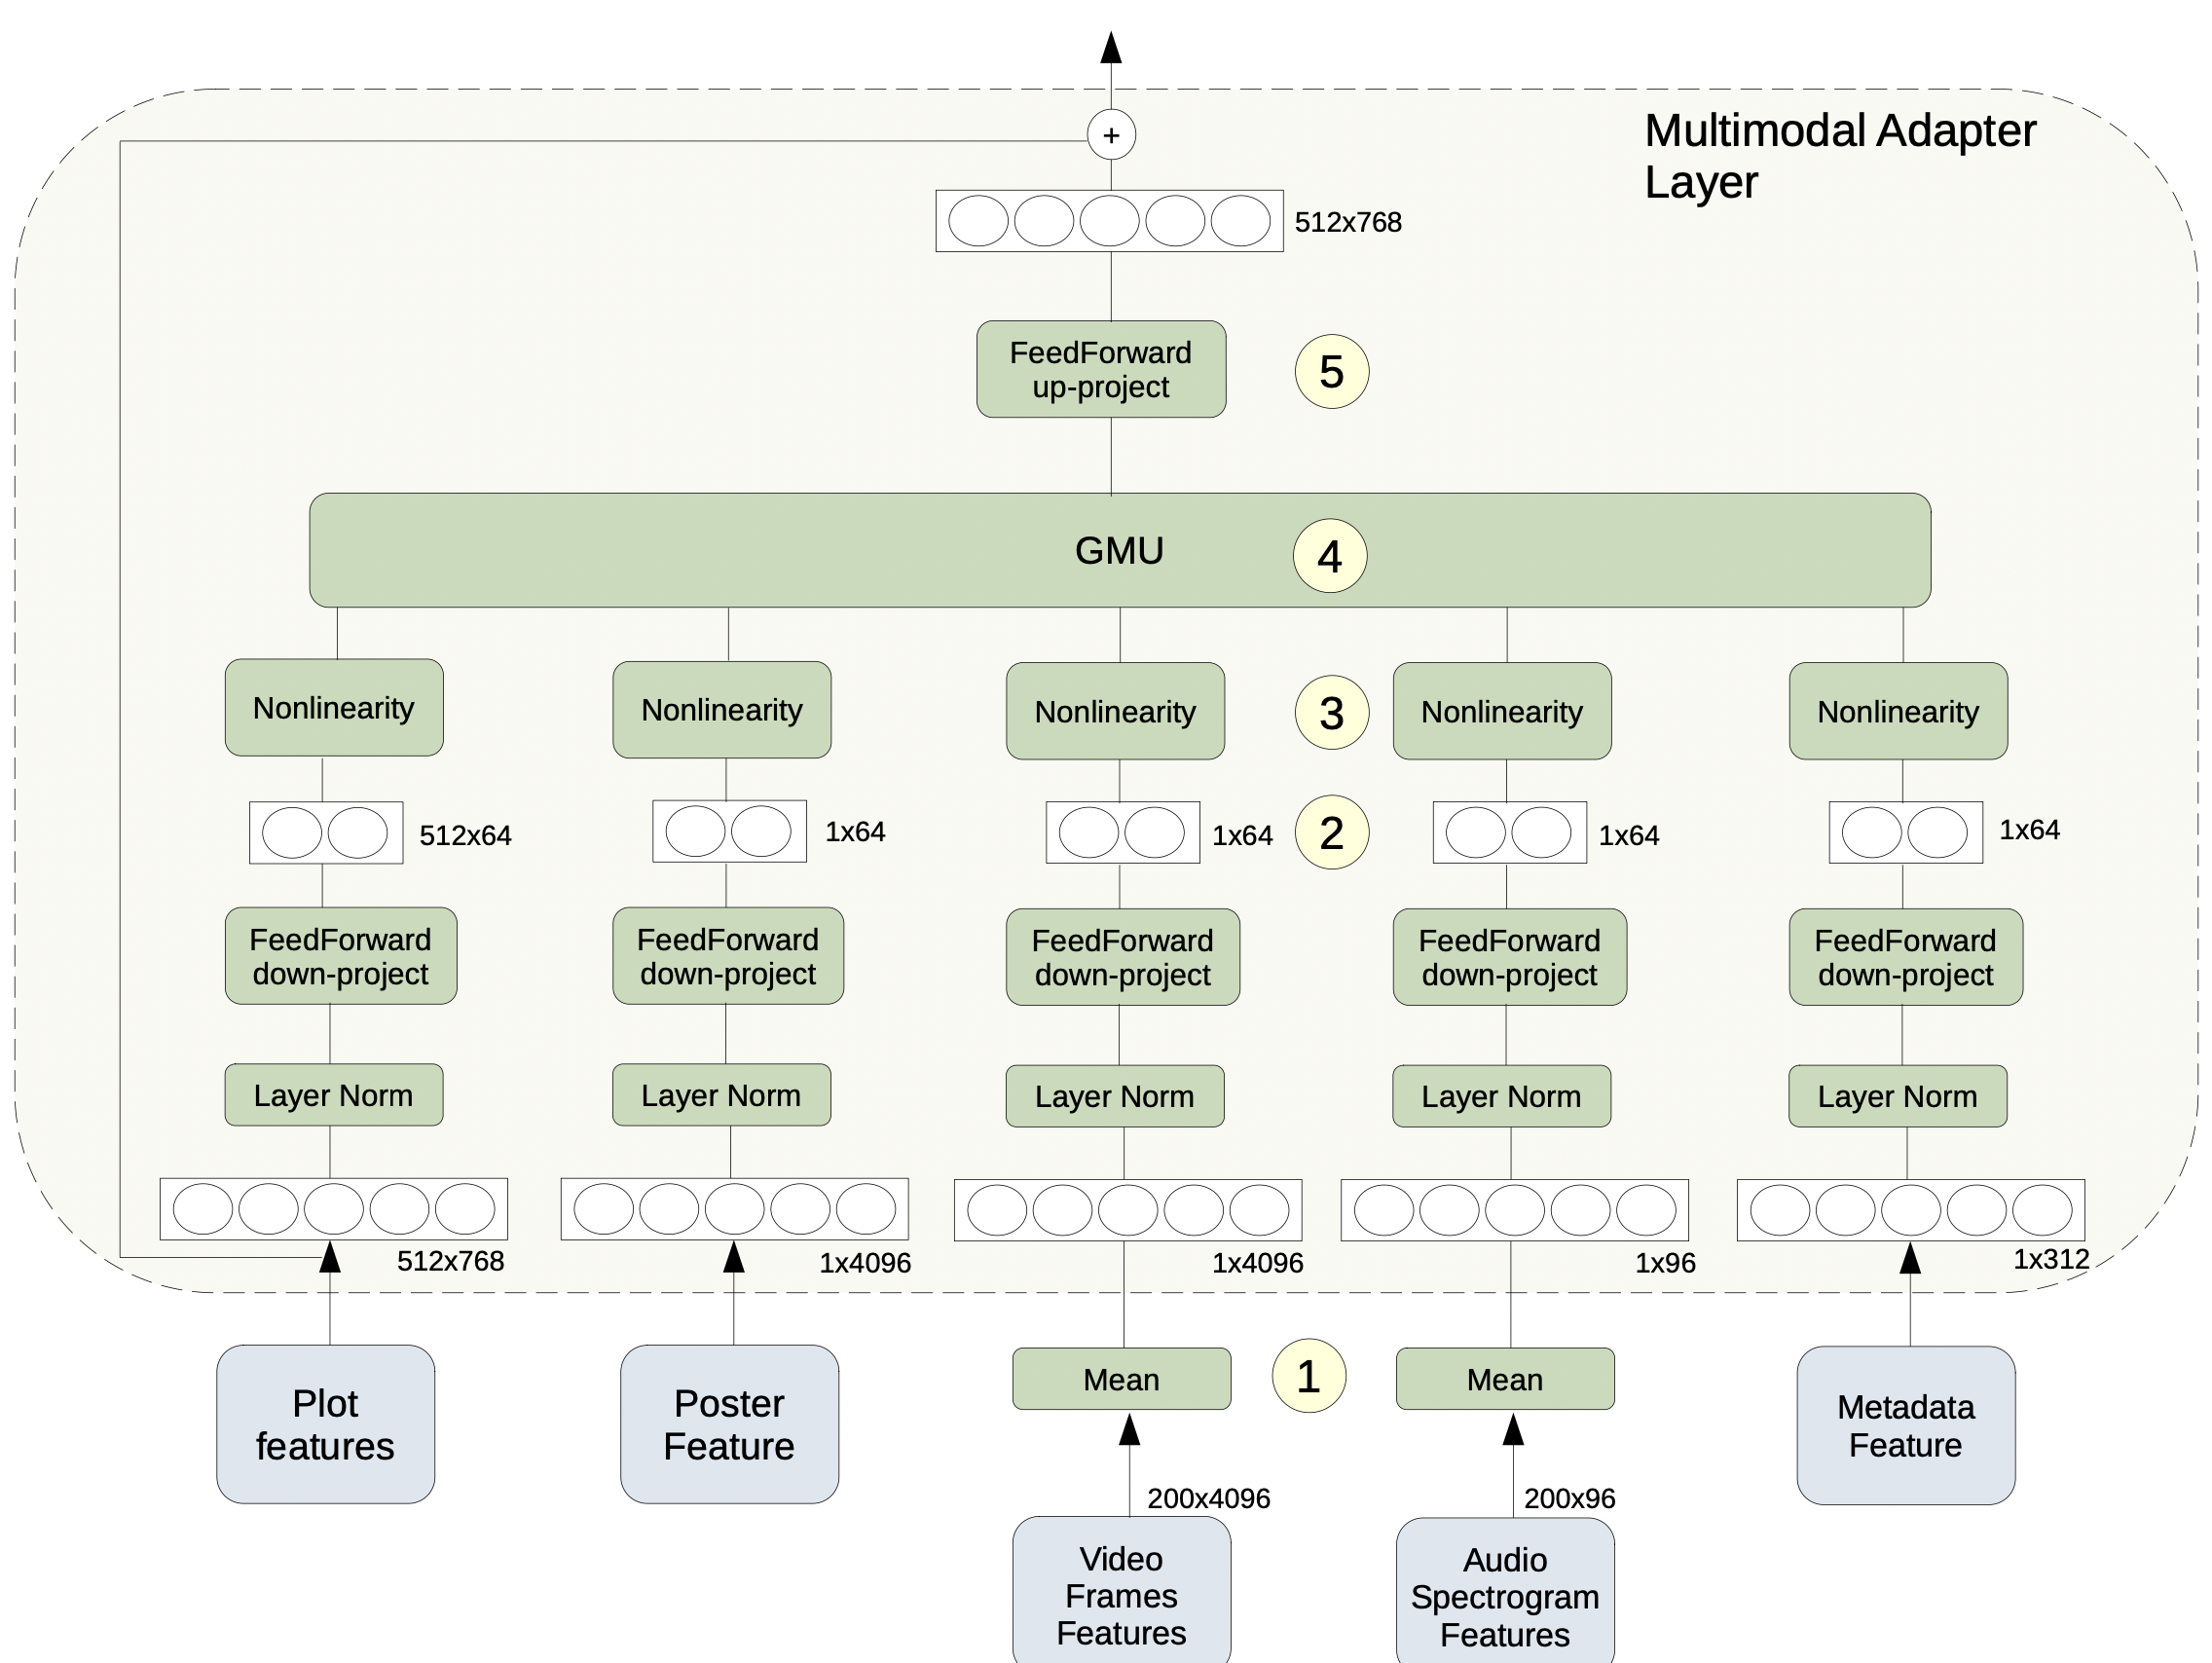 +
Multimodal Adapter
Layer
512x768
FeedForward
up-project
5
GMU
4
Nonlinearity
Nonlinearity
Nonlinearity
3
Nonlinearity
Nonlinearity
512x64
1x64
1x64
2
1x64
1x64
FeedForward
down-project
FeedForward
down-project
FeedForward
down-project
FeedForward
down-project
FeedForward
down-project
Layer Norm
Layer Norm
Layer Norm
Layer Norm
Layer Norm
512x768
1x4096
1x4096
1x96
1x312
Plot
features
Poster
Feature
Mean
1
Mean
Metadada
Feature
200x4096
200x96
Video
Frames
Features
Audio
Spectrogram
Features